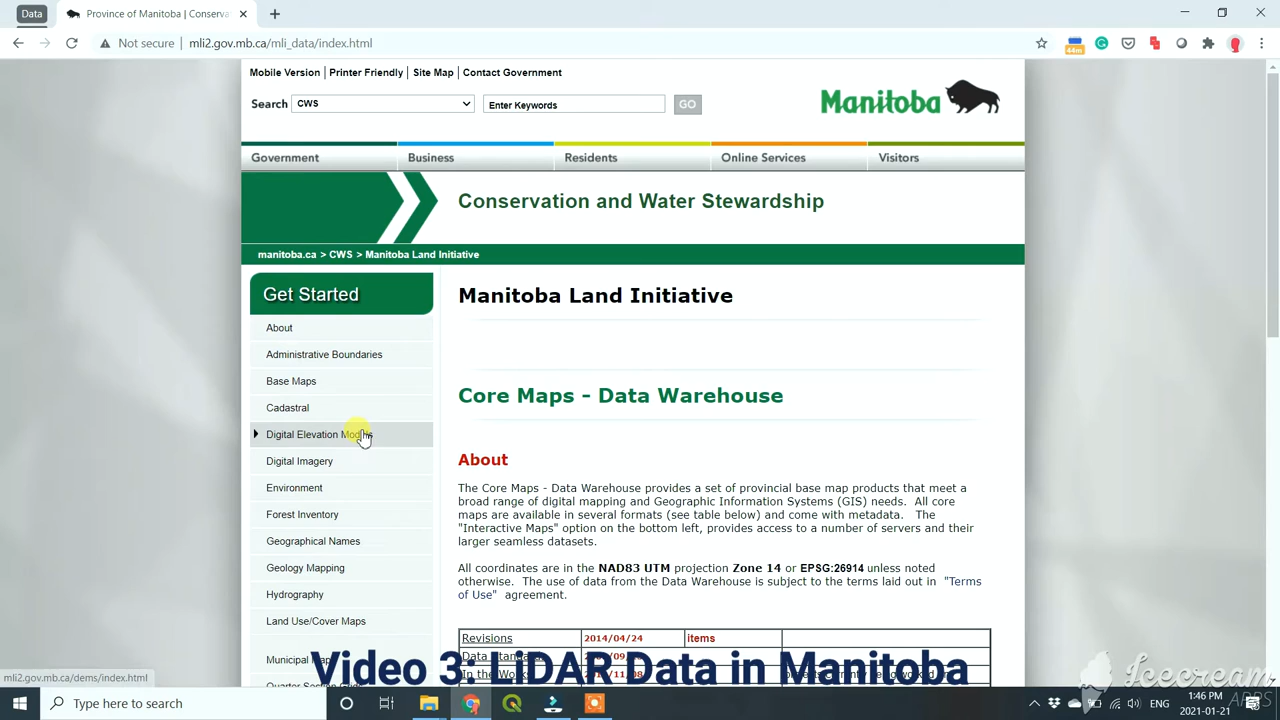 Data
Province of Manitoba | Conserva
Not secure | mli2.gov.mb.ca/mli_data/index.html
44m
Mobile Version | Printer Friendly | Site Map | Contact Government
Search CWS Enter Keywords GO
Manitoba
Government Business Residents Online Services Visitors
Conservation and Water Stewardship
manitoba.ca > CWS > Manitoba Land Initiative
Get Started
About
Administrative Boundaries
Base Maps
Cadastral
Digital Elevation
Digital Imagery
Environment
Forest Inventory
Geographical Names
Geology Mapping
Hydrography
Land Use/Cover Maps
Municipal
Manitoba Land Initiative
Core Maps - Data Warehouse
About
The Core Maps - Data Warehouse provides a set of provincial base map products that meet a
broad range of digital mapping and Geographic Information Systems (GIS) needs. All core
maps are available in several formats (see table below) and come with metadata. The
"Interactive Maps" option on the bottom left, provides access to a number of servers and their
larger seamless datasets.
All coordinates are in the NAD83 UTM projection Zone 14 or EPSG:26914 unless noted
otherwise. The use of data from the Data Warehouse is subject to the terms laid out in "Terms
of Use" agreement.
Revisions 2014/04/24 items
In the
Video 3: LiDAR Data in Manitoba
mli2.gov.mb.ca/dems/index.html
Icecream
APPS
Type here to search
ENG
1:46 PM
2021-01-21